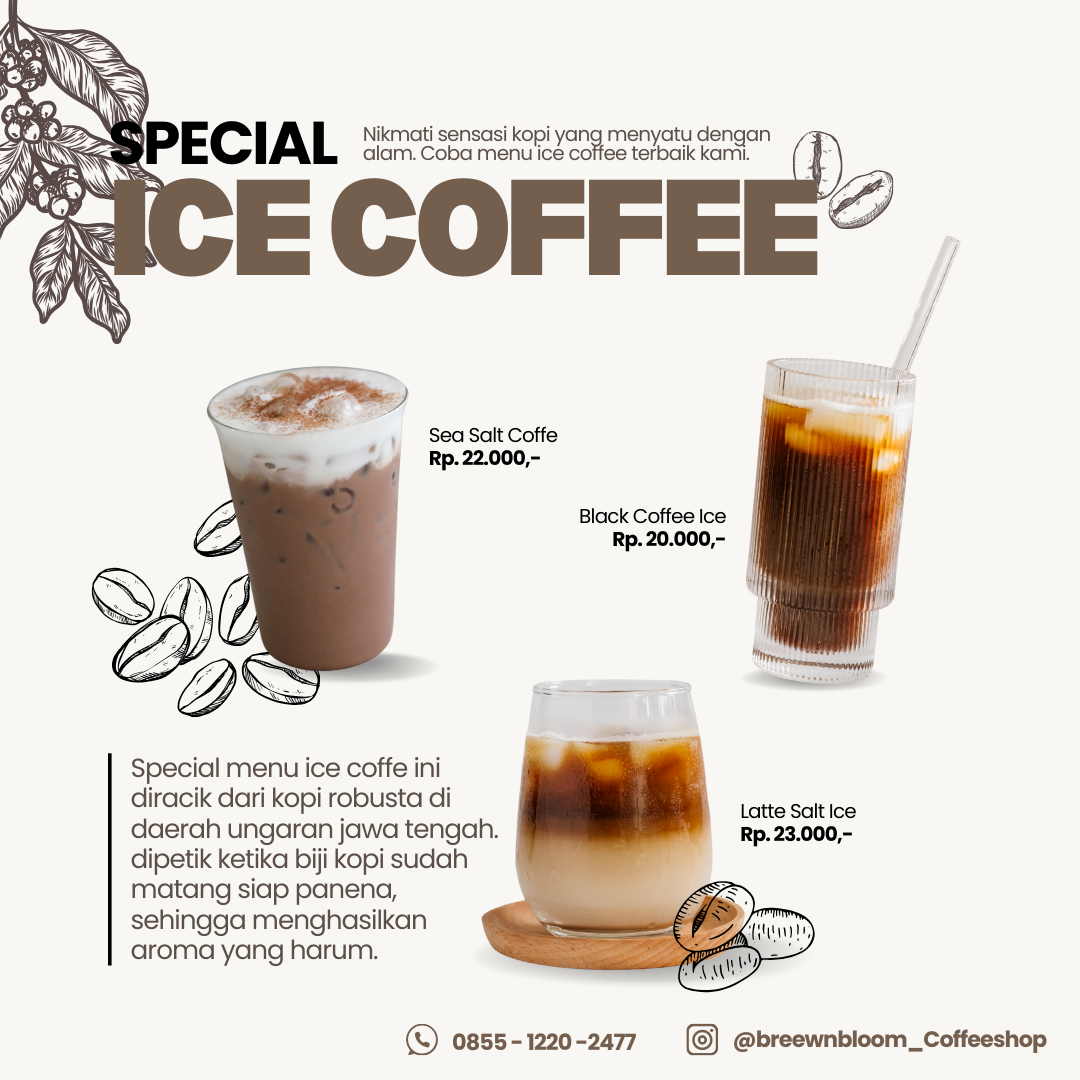 SPECIAL
Nikmati sensasi kopi yang menyatu dengan
alam. Coba menu ice coffee terbaik kami.
ICE COFFEE
Sea Salt Coffe
Rp. 22.000,-
Black Coffee Ice
Rp. 20.000,-
Latte Salt Ice
Rp. 23.000,-
Special menu ice coffe ini
diracik dari kopi robusta di
daerah ungaran jawa tengah.
dipetik ketika biji kopi sudah
matang siap panena,
sehingga menghasilkan
aroma yang harum.
0855 - 1220 -2477
@breewnbloom_Coffeeshop